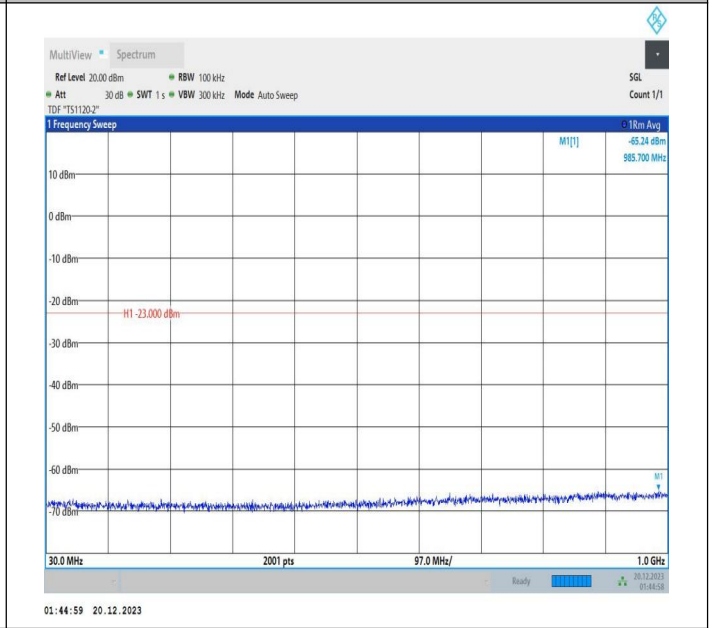 R S
MultiView Spectrum
Ref Level 20.00 dBm RBW 100 kHz SGL
Att 30 dB SWT 1 s VBW 300 kHz Mode Auto Sweep Count 1/1
TDF "TS1120-2"
1 Frequency Sweep 1Rm Avg
M1[1] -65.24 dBm
985.700 MHz
10 dBm
0 dBm
-10 dBm
-20 dBm
H1 -23.000 dBm
-30 dBm
-40 dBm
-50 dBm
-60 dBm
M1
-70 dBm
30.0 MHz 2001 pts 97.0 MHz/ 1.0 GHz
Ready 20.12.2023
01:44:58
01:44:59 20.12.2023